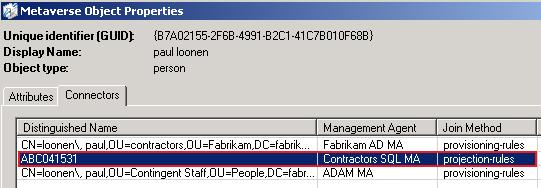 Metaverse Object Properties
Unique identifier (GUID): {B7A02155-2F6B-4991-B2C1-41C7B010F68B}
Display Name: paul loonen
Object type: person
Attributes Connectors
Distinguished Name Management Agent Join Method
CN=loonen\, paul,OU=contractors,OU=Fabrikam,DC=fabrik... Fabrikam AD MA provisioning-rules
ABC041531 Contractors SQL MA projection-rules
CN=loonen\, paul,OU=Contingent Staff,OU=People,DC=fabr... ADAM MA provisioning-rules